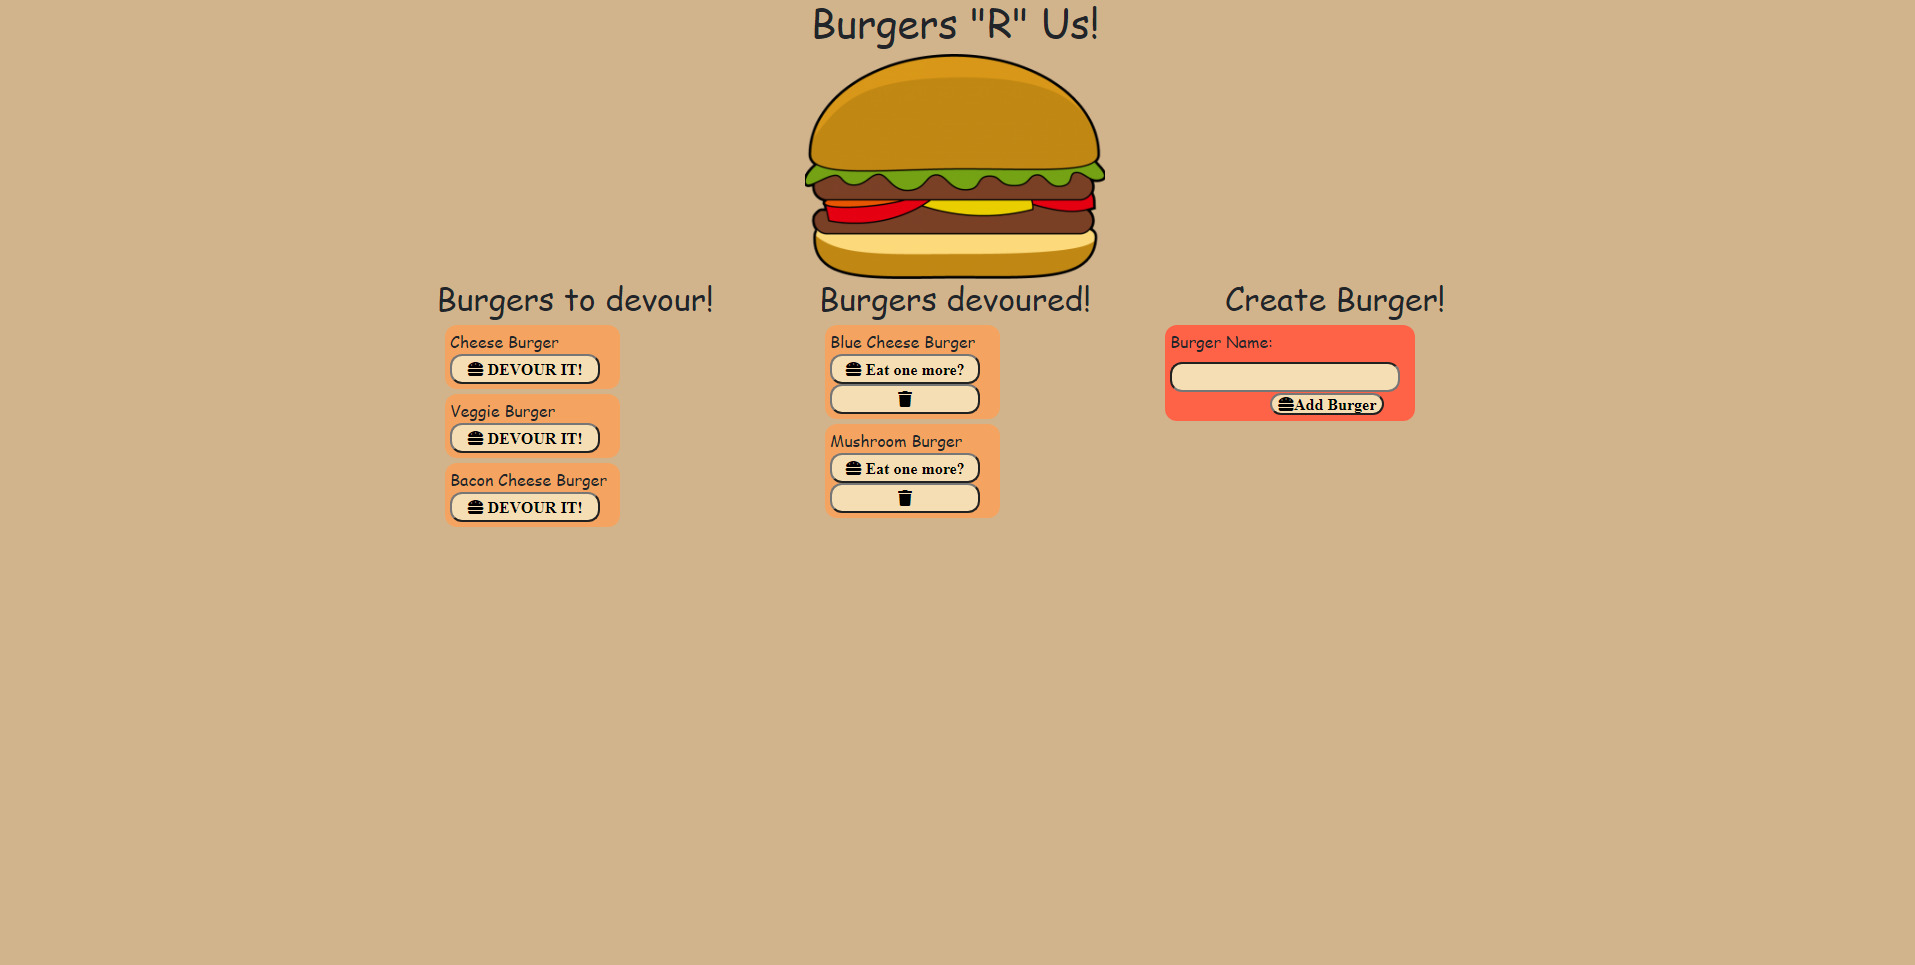 Burgers "R" Us!
Burgers to devour!
Cheese Burger
DEVOUR IT!
Veggie Burger
DEVOUR IT!
Bacon Cheese Burger
DEVOUR IT!
Burgers devoured!
Blue Cheese Burger
Eat one more?
Mushroom Burger
Eat one more?
Create Burger!
Burger Name:
Add Burger